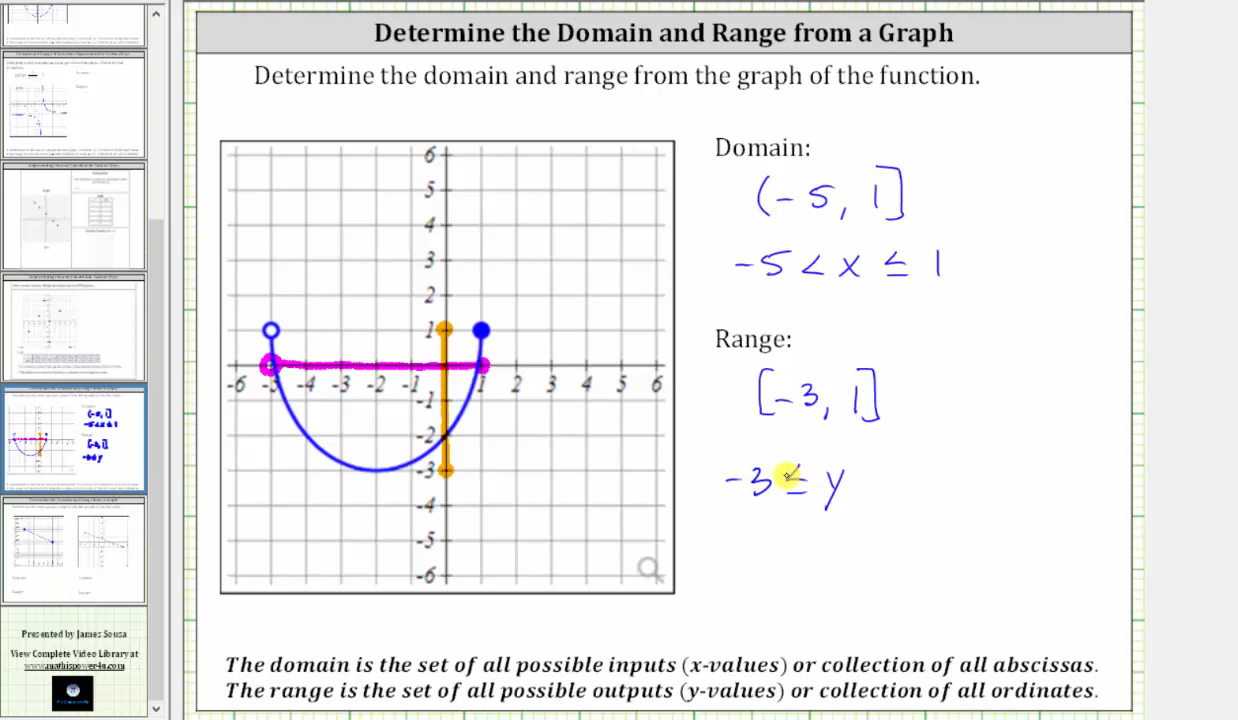 Determine the Domain and Range from a Graph
Determine the domain and range from the graph of the function.
Domain:
(-5, 1]
-5 < x ≤ 1
Range:
[-3, 1]
-3 ≤ y
6
5
4
3
2
1
-6 -5 -4 -3 -2 -1 1 2 3 4 5 6
-1
-2
-3
-4
-5
-6
The domain is the set of all possible inputs (x-values) or collection of all abscissas.
The range is the set of all possible outputs (y-values) or collection of all ordinates.
Presented by James Sousa
View Complete Video Library at
www.mathispower4u.com